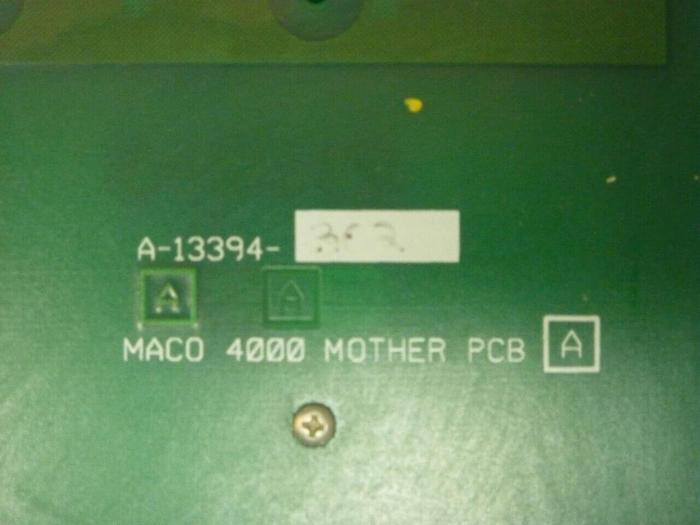 A-13394-
A A
MACO 4000 MOTHER PCB A